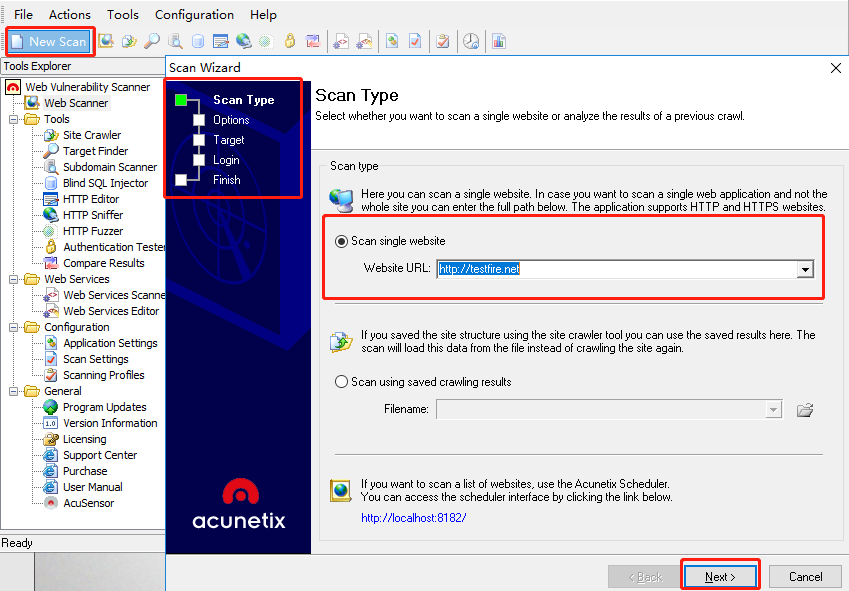 File Actions Tools Configuration Help
New Scan
Tools Explorer
Web Vulnerability Scanner
Web Scanner
Tools
Site Crawler
Target Finder
Subdomain Scanner
Blind SQL Injector
HTTP Editor
HTTP Sniffer
HTTP Fuzzer
Authentication Tester
Compare Results
Web Services
Web Services Scanne
Web Services Editor
Configuration
Application Settings
Scan Settings
Scanning Profiles
General
Program Updates
1.0 Version Information
Licensing
Support Center
Purchase
User Manual
AcuSensor
Ready
Scan Wizard
Scan Type
Options
Target
Login
Finish
acunetix
Scan Type
Select whether you want to scan a single website or analyze the results of a previous crawl.
Scan type
Here you can scan a single website. In case you want to scan a single web application and not the
whole site you can enter the full path below. The application supports HTTP and HTTPS websites.
Scan single website
Website URL: http://testfire.net
If you saved the site structure using the site crawler tool you can use the saved results here. The
scan will load this data from the file instead of crawling the site again.
Scan using saved crawling results
Filename:
If you want to scan a list of websites, use the Acunetix Scheduler.
You can access the scheduler interface by clicking the link below.
http://localhost:8182/
< Back Next > Cancel